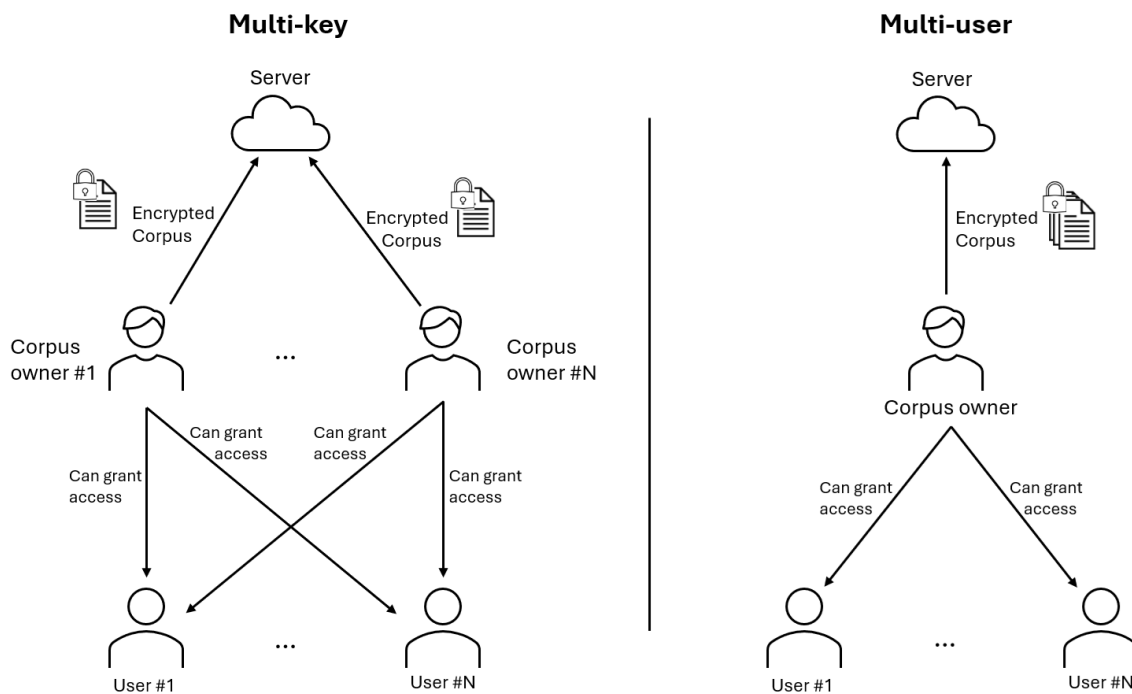 Multi-key
Server
Encrypted
Corpus
Encrypted
Corpus
Corpus
owner #1
...
Corpus
owner #N
Can grant
access
Can grant
access
Can grant
access
Can grant
access
...
User #1
User #N
Multi-user
Server
Encrypted
Corpus
Corpus owner
Can grant
access
Can grant
access
...
User #1
User #N